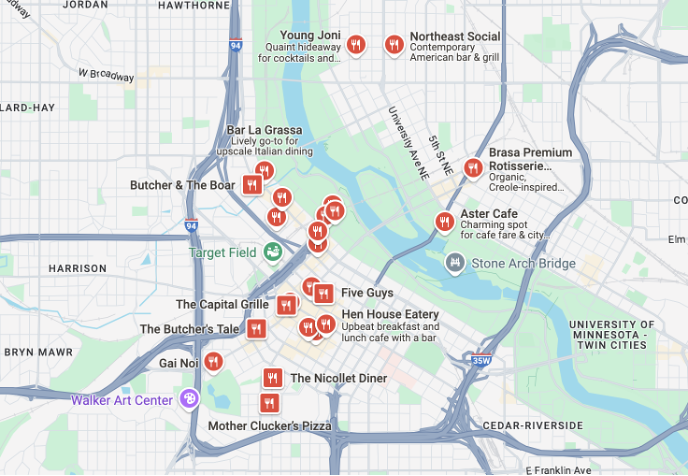 JORDAN
HAWTHORNE
94
Young Joni
Quaint hideaway
for cocktails and...
Northeast Social
Contemporary
American bar & grill
W Broadway
LARD-HAY
University Ave NE
5th St NE
Bar La Grassa
Lively go-to for
upscale Italian dining
Butcher & The Boar
Brasa Premium
Rotisserie...
Organic,
Creole-inspired...
CO
94
Aster Cafe
Charming spot
for cafe fare & city...
Elm
Target Field
Stone Arch Bridge
HARRISON
The Capital Grille
Five Guys
Hen House Eatery
Upbeat breakfast and
lunch cafe with a bar
The Butcher's Tale
UNIVERSITY OF
MINNESOTA -
TWIN CITIES
BRYN MAWR
Gai Noi
35W
The Nicollet Diner
Walker Art Center
Mother Clucker's Pizza
CEDAR-RIVERSIDE
E Franklin Ave